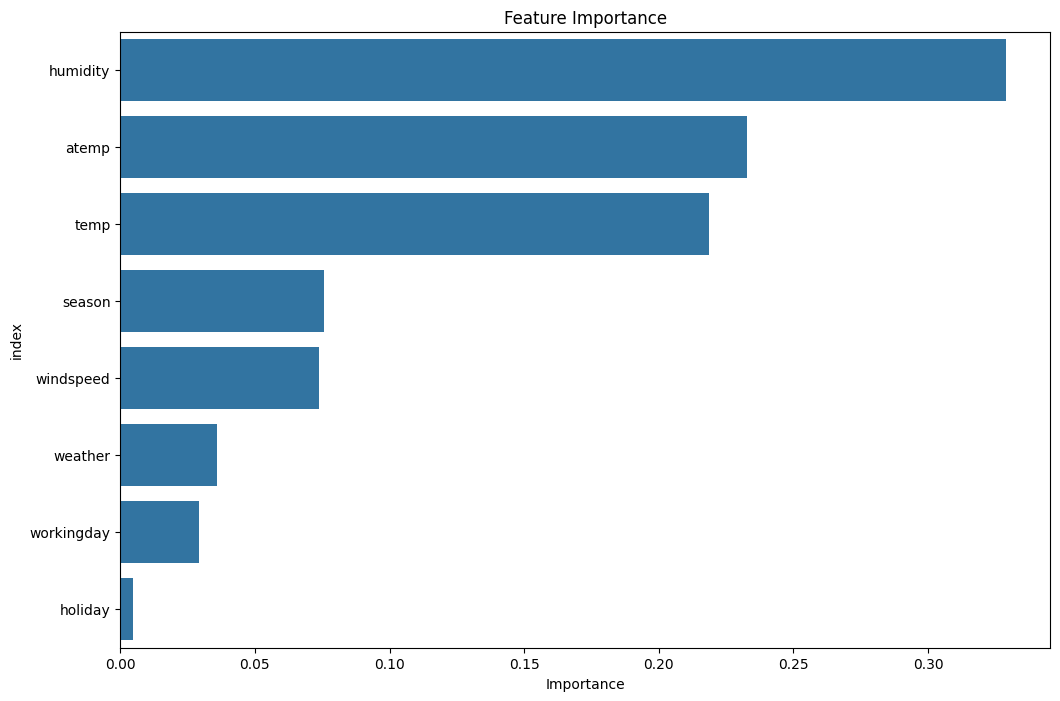 Feature Importance
humidity
atemp
temp
season
windspeed
weather
workingday
holiday
index
0.00 0.05 0.10 0.15 0.20 0.25 0.30
Importance